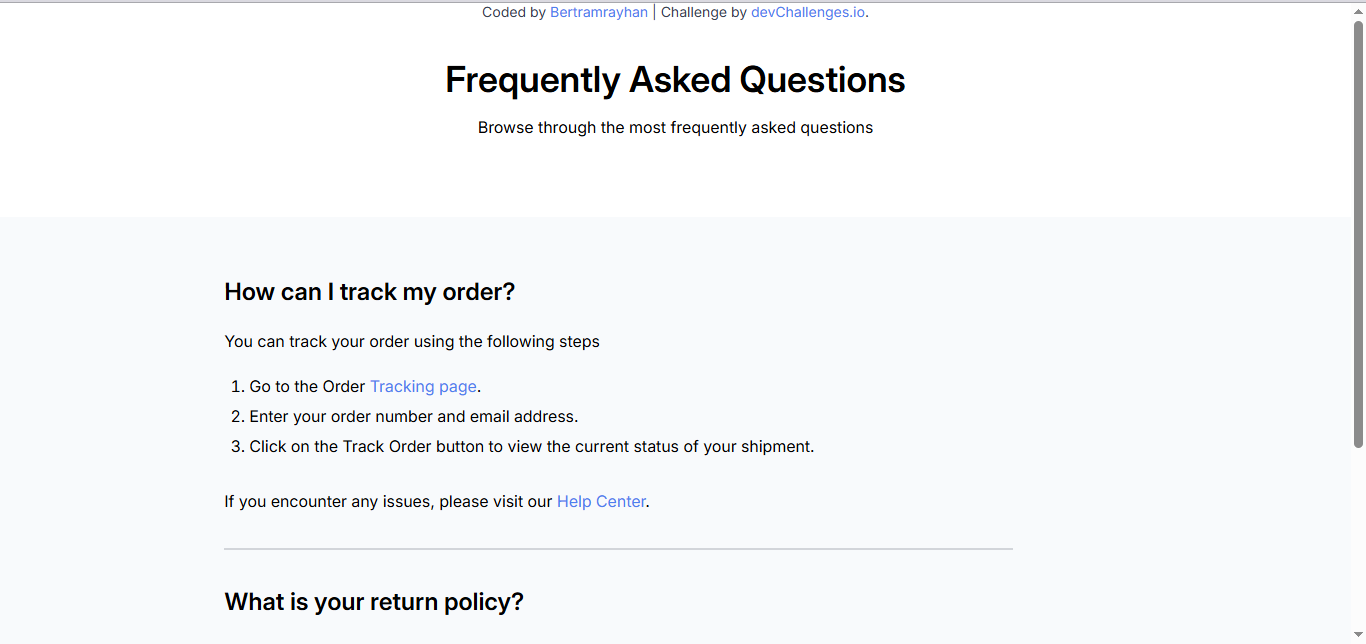 Coded by Bertramrayhan | Challenge by devChallenges.io.
Frequently Asked Questions
Browse through the most frequently asked questions
How can I track my order?
You can track your order using the following steps
1. Go to the Order Tracking page.
2. Enter your order number and email address.
3. Click on the Track Order button to view the current status of your shipment.
If you encounter any issues, please visit our Help Center.
What is your return policy?